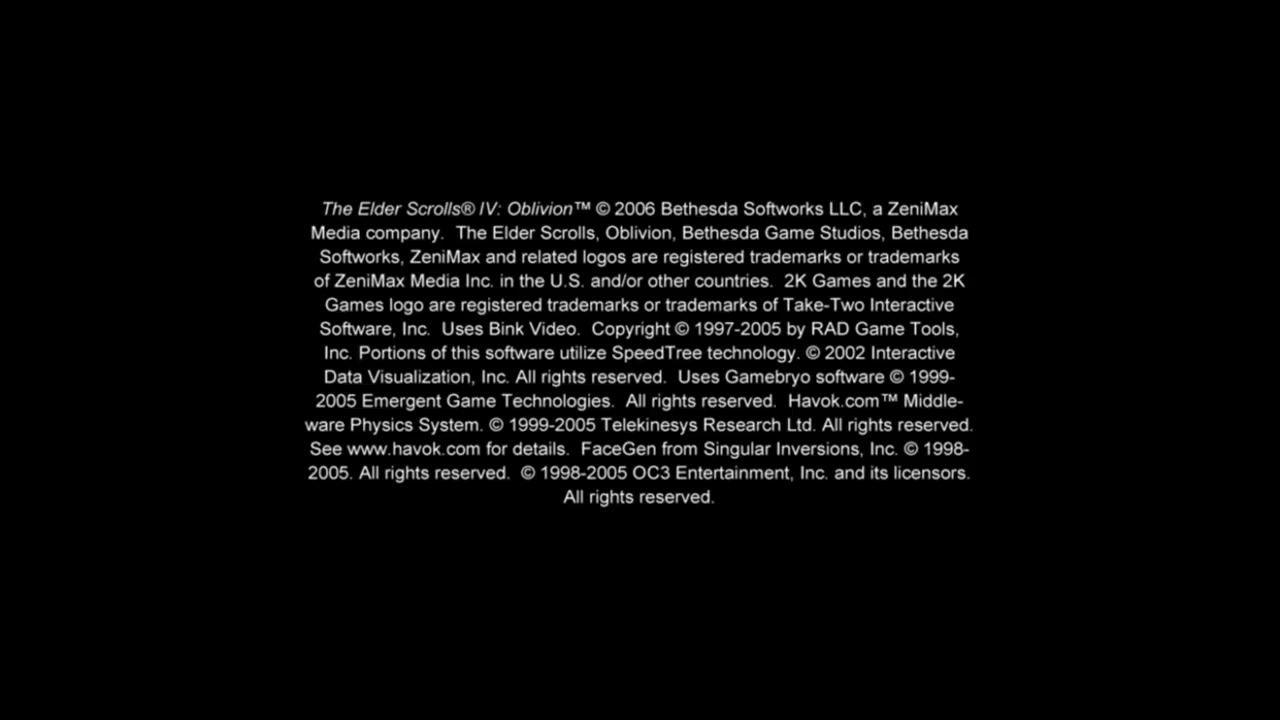 The Elder Scrolls® IV: Oblivion™ © 2006 Bethesda Softworks LLC, a ZeniMax
Media company.  The Elder Scrolls, Oblivion, Bethesda Game Studios, Bethesda
Softworks, ZeniMax and related logos are registered trademarks or trademarks
of ZeniMax Media Inc. in the U.S. and/or other countries.  2K Games and the 2K
Games logo are registered trademarks or trademarks of Take-Two Interactive
Software, Inc.  Uses Bink Video.  Copyright © 1997-2005 by RAD Game Tools,
Inc. Portions of this software utilize SpeedTree technology. © 2002 Interactive
Data Visualization, Inc. All rights reserved.  Uses Gamebryo software © 1999-
2005 Emergent Game Technologies.  All rights reserved.  Havok.com™ Middle-
ware Physics System. © 1999-2005 Telekinesys Research Ltd. All rights reserved.
See www.havok.com for details.  FaceGen from Singular Inversions, Inc. © 1998-
2005. All rights reserved.  © 1998-2005 OC3 Entertainment, Inc. and its licensors.
All rights reserved.